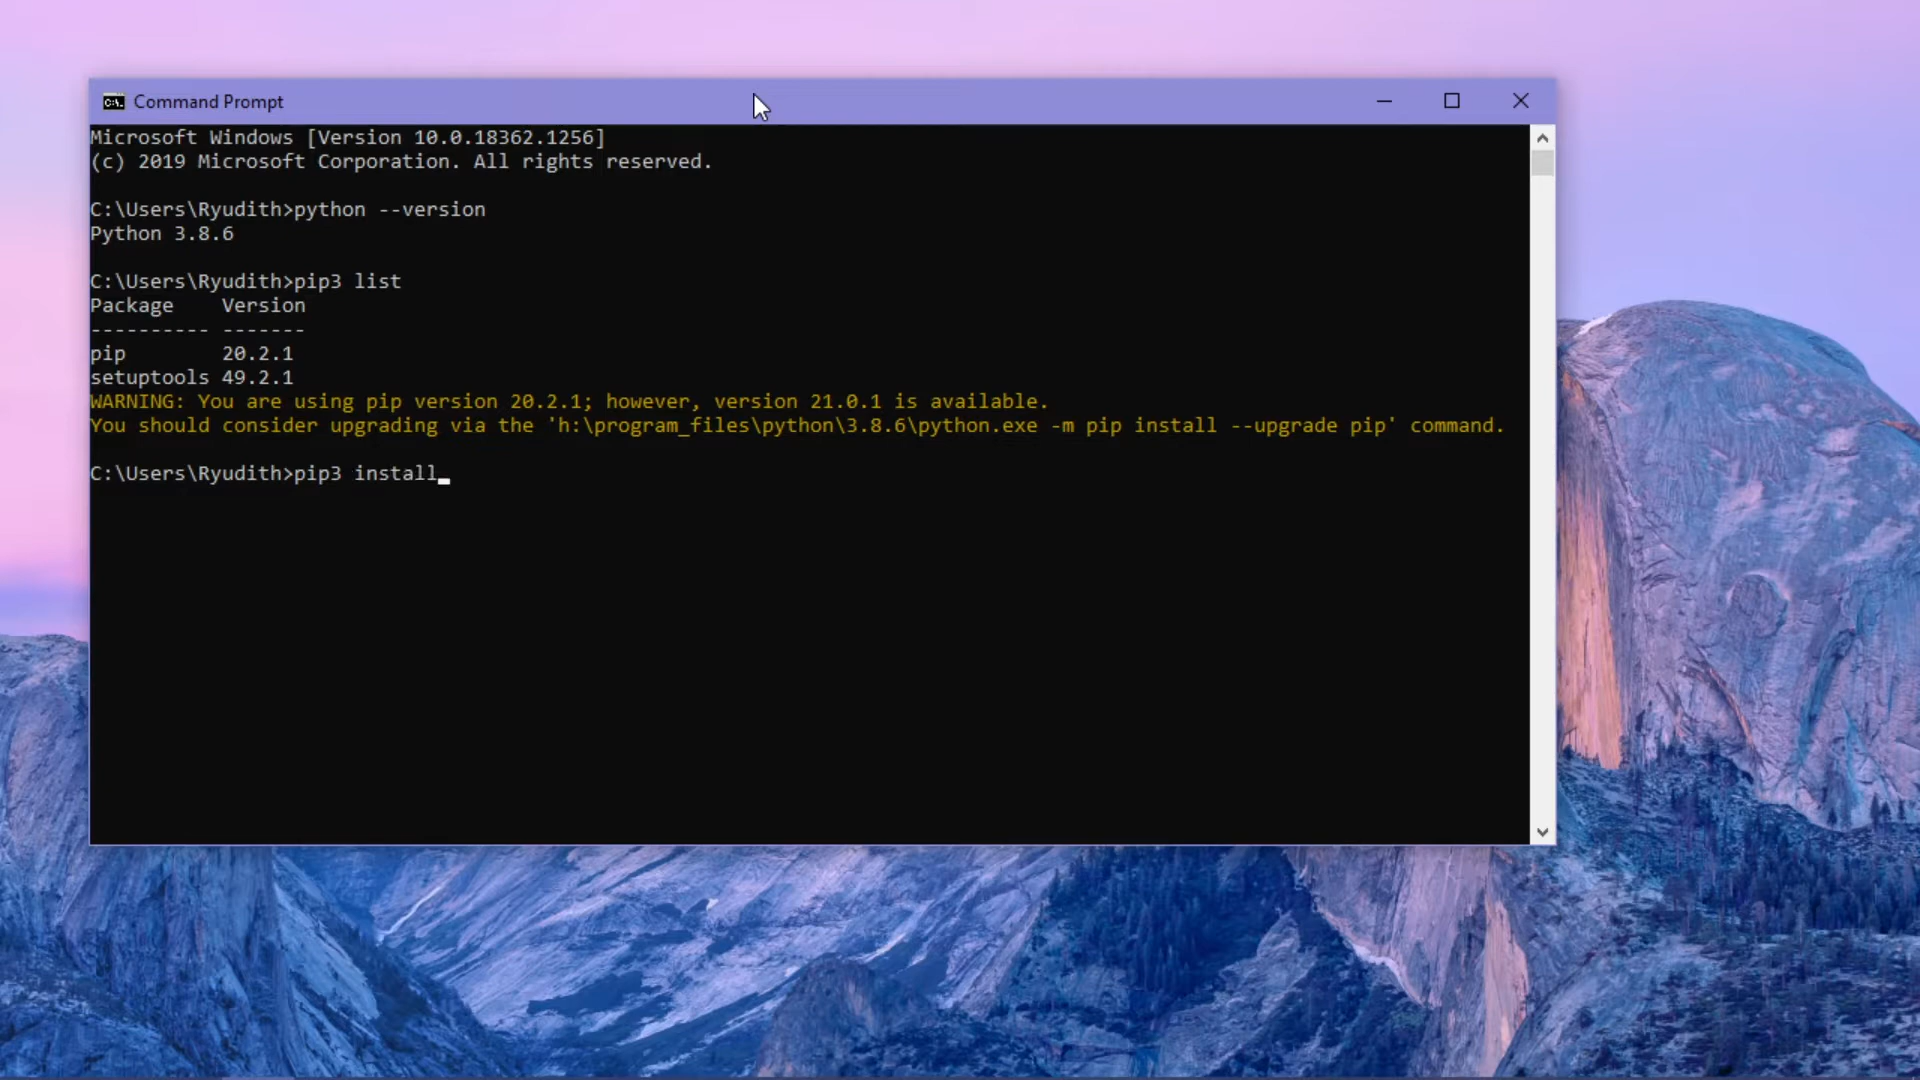 Command Prompt
Microsoft Windows [Version 10.0.18362.1256]
(c) 2019 Microsoft Corporation. All rights reserved.
C:\Users\Ryudith>python --version
Python 3.8.6
C:\Users\Ryudith>pip3 list
Package    Version
---------- -------
pip        20.2.1
setuptools 49.2.1
WARNING: You are using pip version 20.2.1; however, version 21.0.1 is available.
You should consider upgrading via the 'h:\program_files\python\3.8.6\python.exe -m pip install --upgrade pip' command.
C:\Users\Ryudith>pip3 install